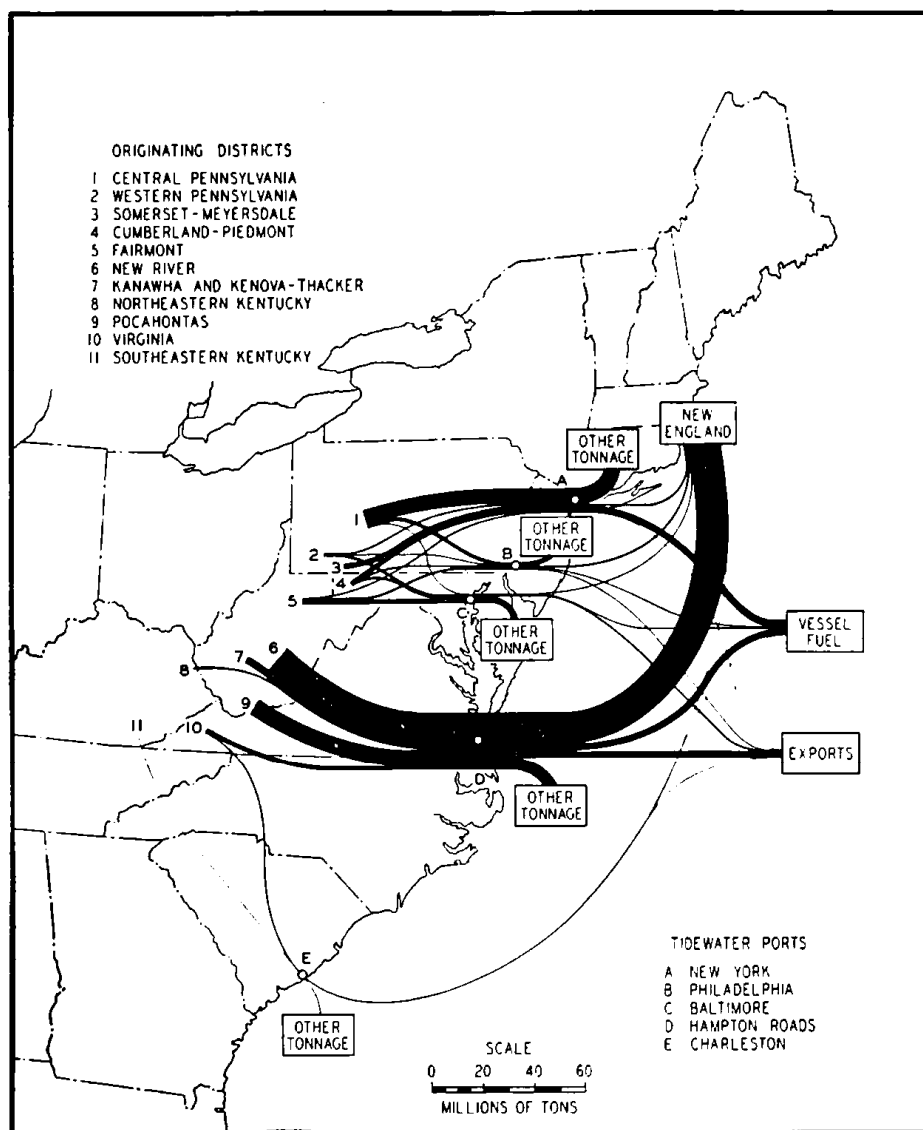 ORIGINATING DISTRICTS
1 CENTRAL PENNSYLVANIA
2 WESTERN PENNSYLVANIA
3 SOMERSET-MEYERSDALE
4 CUMBERLAND-PIEDMONT
5 FAIRMONT
6 NEW RIVER
7 KANAWHA AND KENOVA-THACKER
8 NORTHEASTERN KENTUCKY
9 POCAHONTAS
10 VIRGINIA
11 SOUTHEASTERN KENTUCKY
NEW
ENGLAND
OTHER
TONNAGE
A
1
OTHER
TONNAGE
2
B
3
4
5
C
OTHER
TONNAGE
VESSEL
FUEL
6
7
8
9
10
11
D
EXPORTS
OTHER
TONNAGE
E
OTHER
TONNAGE
TIDEWATER PORTS
A NEW YORK
B PHILADELPHIA
C BALTIMORE
D HAMPTON ROADS
E CHARLESTON
SCALE
0 20 40 60
MILLIONS OF TONS